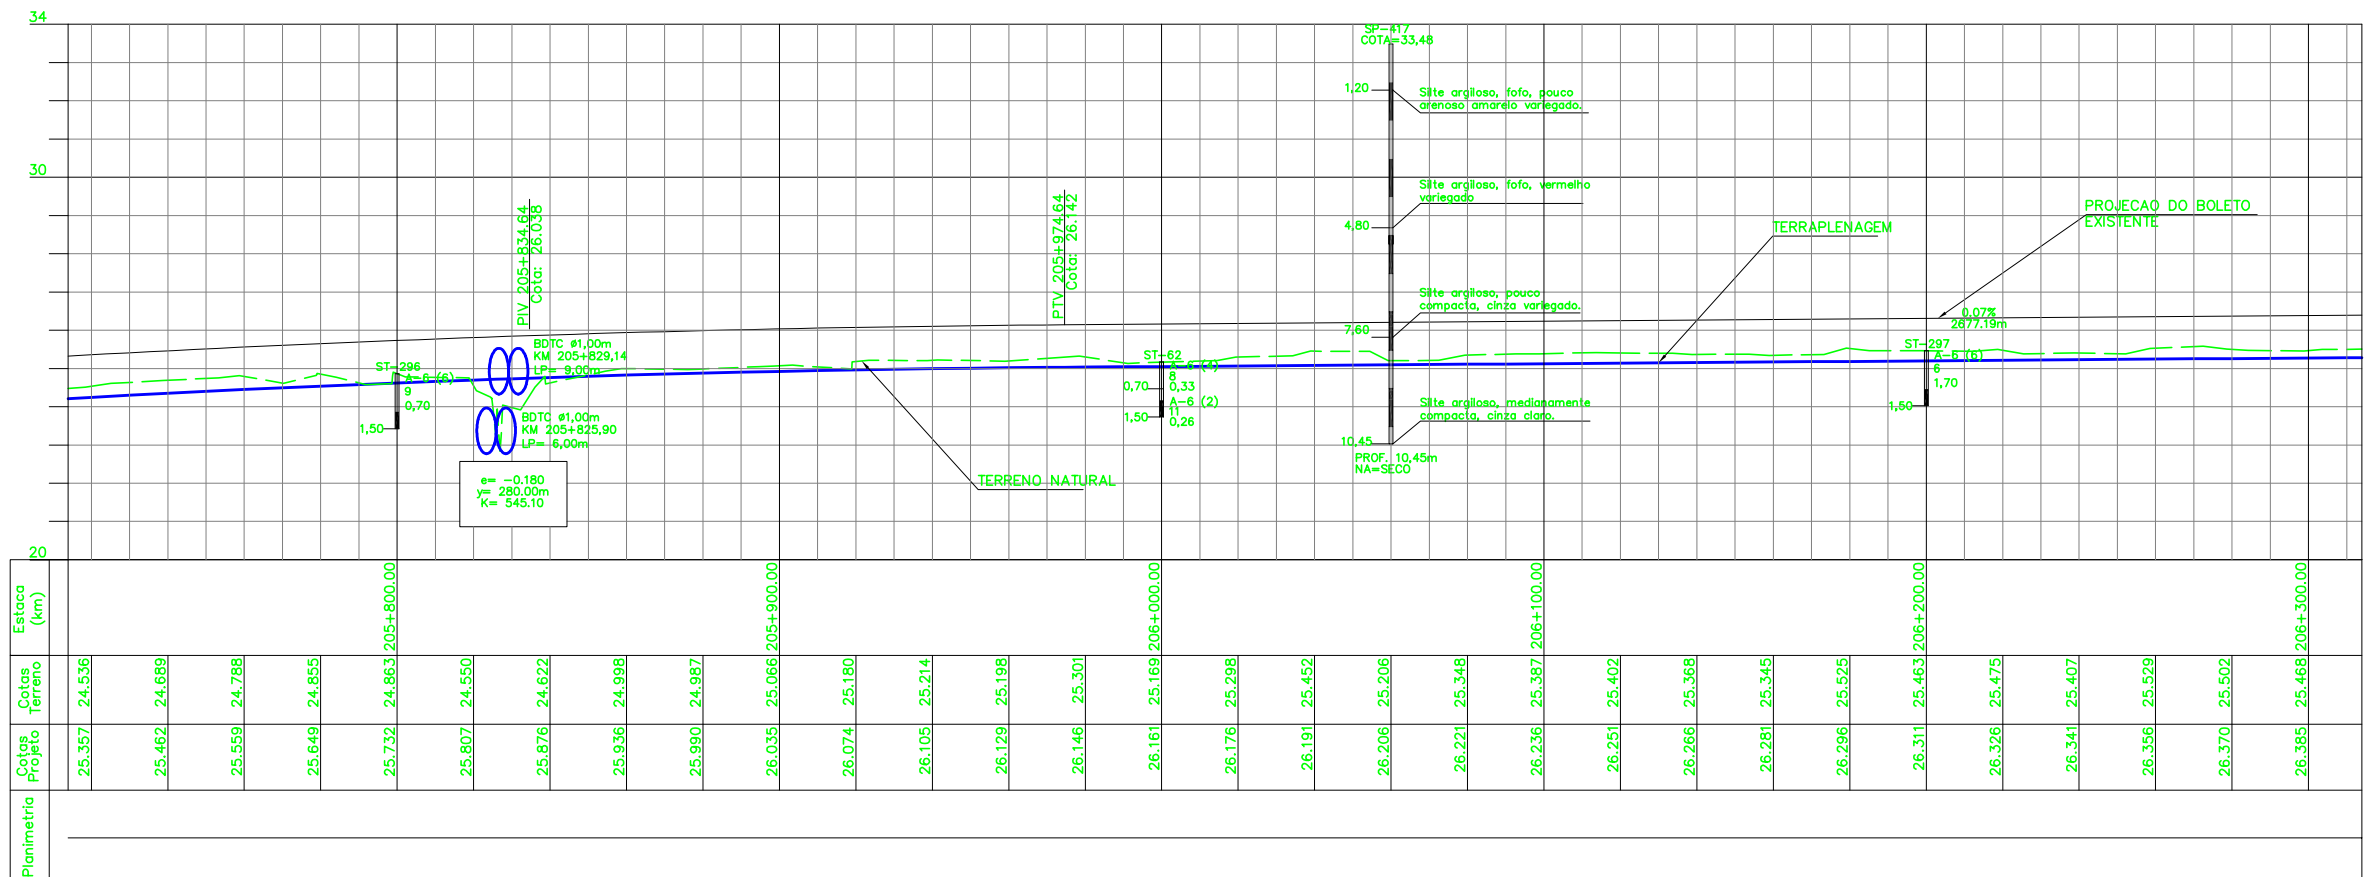 34
30
20
SP-417
COTA=33,48
1,20
Silte argiloso, fofo, pouco
arenoso amarelo variegado.
4,80
Silte argiloso, fofo, vermelho
variegado
7,60
Silte argiloso, pouco
compacta, cinza variegado.
10,45
Silte argiloso, medianamente
compacta, cinza claro.
PROF. 10,45m
NA=SECO
PIV 205+834.64
Cota: 26.038
PTV 205+974.64
Cota: 26.142
TERRAPLENAGEM
PROJECAO DO BOLETO
EXISTENTE
0.07%
2677.19m
ST-296
A-6 (6)
9
0,70
1,50
BDTC ø1,00m
KM 205+829,14
LP= 9,00m
BDTC ø1,00m
KM 205+825,90
LP= 6,00m
e= -0.180
y= 280.00m
K= 545.10
TERRENO NATURAL
ST-62
A-6 (4)
8
0,70
0,33
A-6 (2)
11
1,50
0,26
ST-297
A-6 (6)
6
1,70
1,50
Estaca
(km)
205+800.00
205+900.00
206+000.00
206+100.00
206+200.00
206+300.00
Cotas
Terreno
24.536
24.689
24.788
24.855
24.863
24.550
24.622
24.998
24.987
25.066
25.180
25.214
25.198
25.301
25.169
25.298
25.452
25.206
25.348
25.387
25.402
25.368
25.345
25.525
25.463
25.475
25.407
25.529
25.502
25.468
Cotas
Projeto
25.357
25.462
25.559
25.649
25.732
25.807
25.876
25.936
25.990
26.035
26.074
26.105
26.129
26.146
26.161
26.176
26.191
26.206
26.221
26.236
26.251
26.266
26.281
26.296
26.311
26.326
26.341
26.356
26.370
26.385
Planimetria